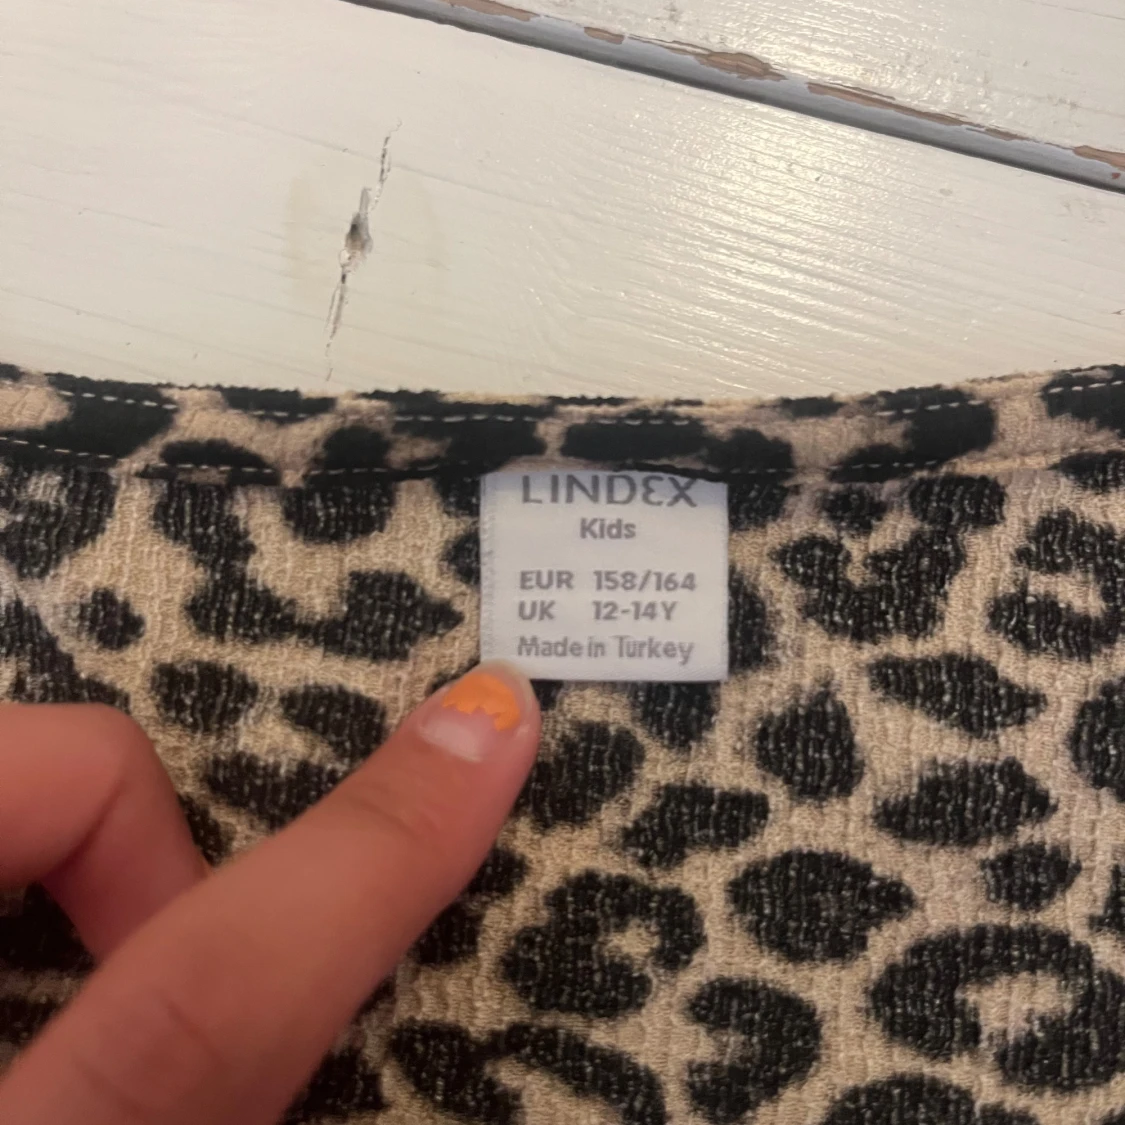 LINDEX
Kids
EUR 158/164
UK 12-14Y
Made in Turkey